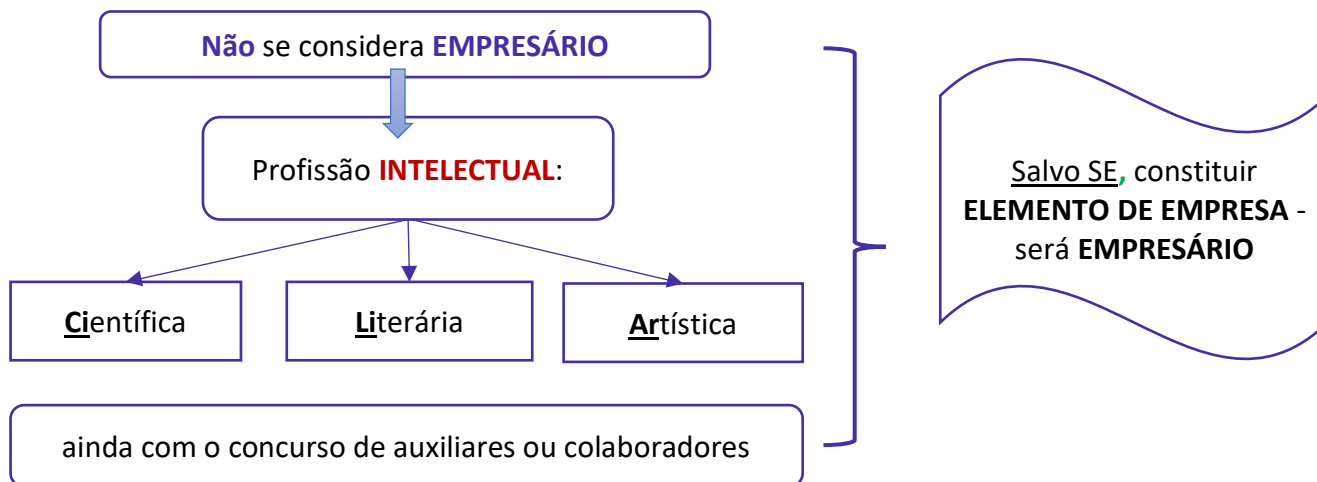 Não se considera EMPRESÁRIO
Profissão INTELECTUAL:
Científica
Literária
Artística
ainda com o concurso de auxiliares ou colaboradores
Salvo SE, constituir
ELEMENTO DE EMPRESA -
será EMPRESÁRIO